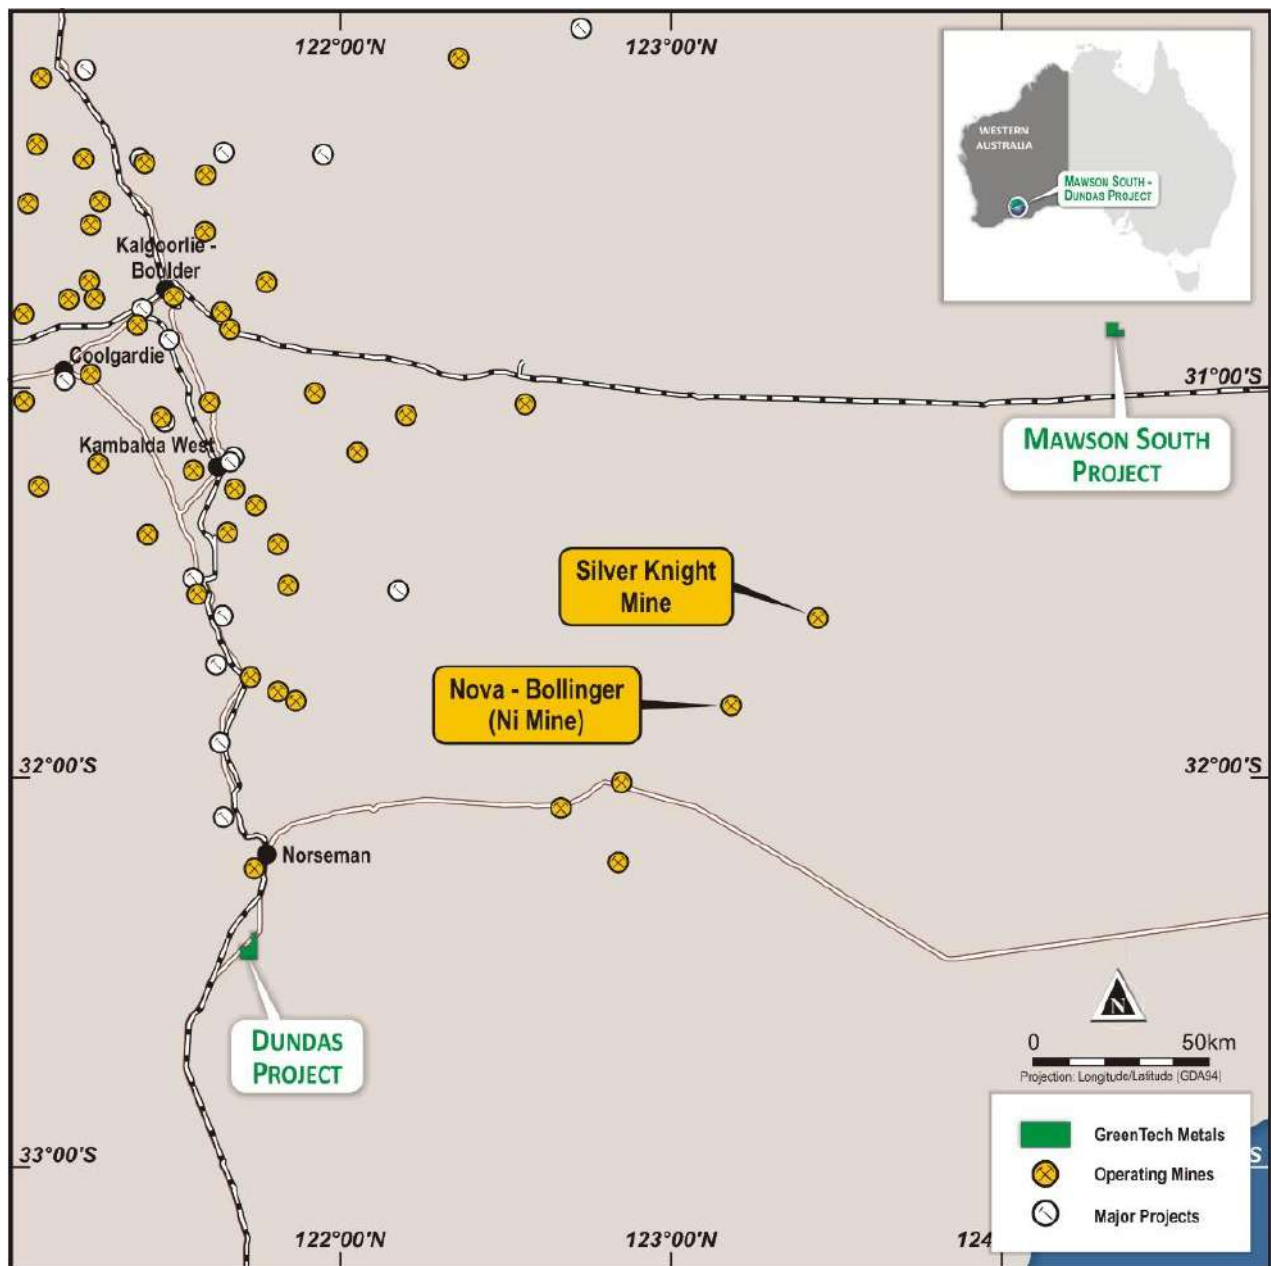 122°00'N
123°00'N
WESTERN
AUSTRALIA
MAWSON SOUTH -
DUNDAS PROJECT
Kalgoorlie -
Boulder
Coolgardie
31°00'S
MAWSON SOUTH
PROJECT
Kambalda West
Silver Knight
Mine
Nova - Bollinger
(Ni Mine)
32°00'S
32°00'S
Norseman
DUNDAS
PROJECT
N
0
50km
Projection: Longitude/Latitude (GDA94)
GreenTech Metals
Operating Mines
Major Projects
33°00'S
S
122°00'N
123°00'N
124